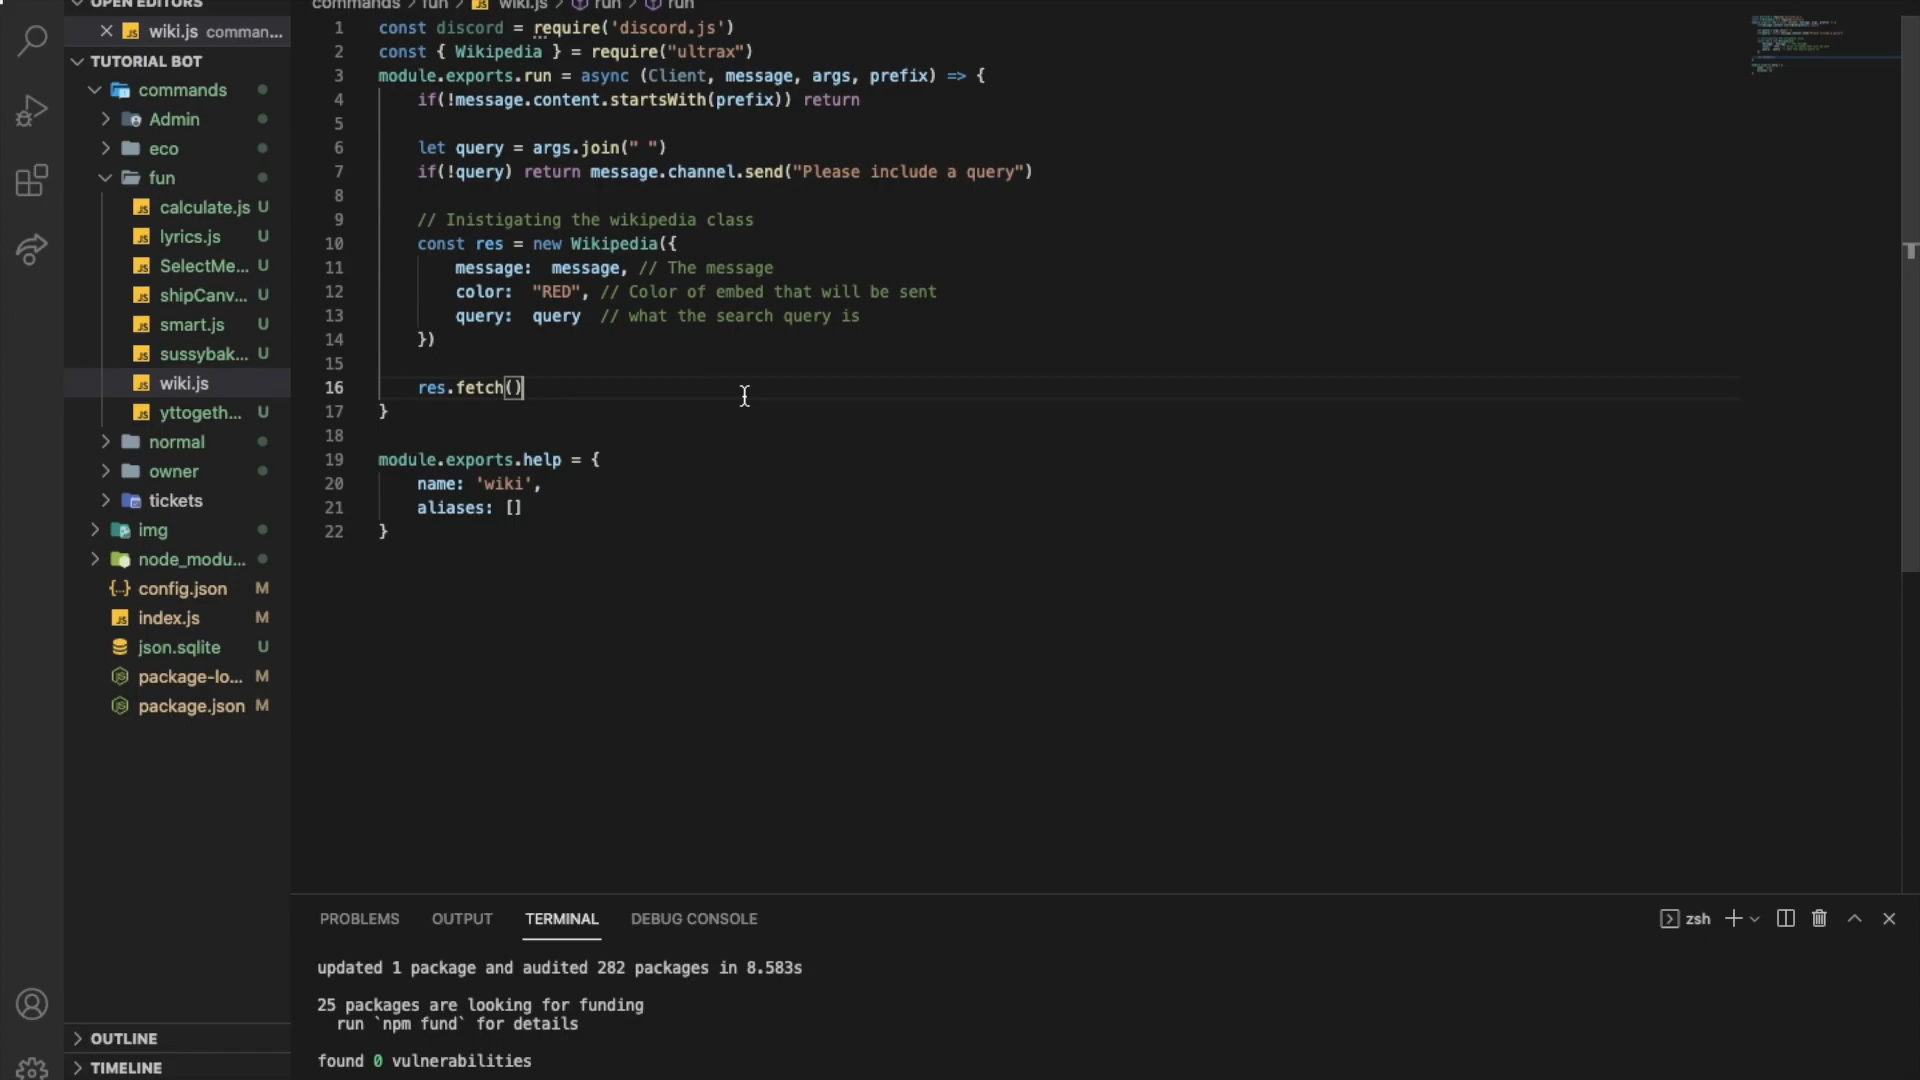 OPEN EDITORS
wiki.js comman...
TUTORIAL BOT
commands
Admin
eco
fun
calculate.js U
lyrics.js U
SelectMe... U
shipCanv... U
smart.js U
sussybak... U
wiki.js
yttogeth... U
normal
owner
tickets
img
node_modu...
config.json M
index.js M
json.sqlite U
package-lo... M
package.json M
OUTLINE
TIMELINE
commands > fun > wiki.js > run > run
1 const discord = require('discord.js')
2 const { Wikipedia } = require("ultrax")
3 module.exports.run = async (Client, message, args, prefix) => {
4 if(!message.content.startsWith(prefix)) return
5
6 let query = args.join(" ")
7 if(!query) return message.channel.send("Please include a query")
8
9 // Inistigating the wikipedia class
10 const res = new Wikipedia({
11 message: message, // The message
12 color: "RED", // Color of embed that will be sent
13 query: query // what the search query is
14 })
15
16 res.fetch()
17 }
18
19 module.exports.help = {
20 name: 'wiki',
21 aliases: []
22 }
PROBLEMS OUTPUT TERMINAL DEBUG CONSOLE
zsh
updated 1 package and audited 282 packages in 8.583s
25 packages are looking for funding
run `npm fund` for details
found 0 vulnerabilities